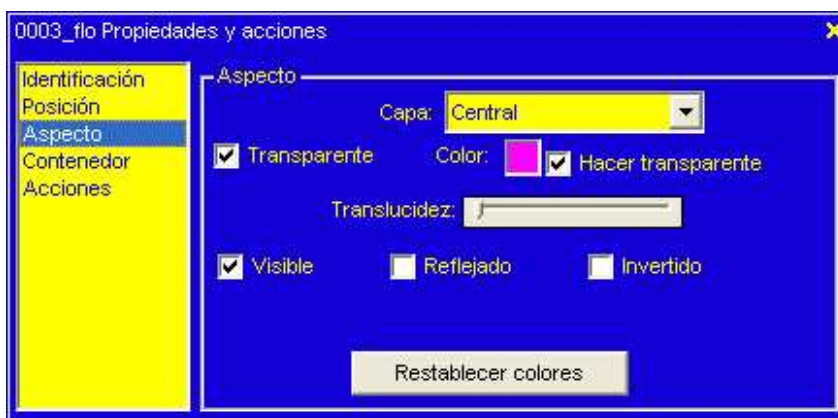 0003_flo Propiedades y acciones
Identificación
Posición
Aspecto
Contenedor
Acciones
Aspecto
Capa: Central
Transparente Color: Hacer transparente
Translucidez:
Visible Reflejado Invertido
Restablecer colores